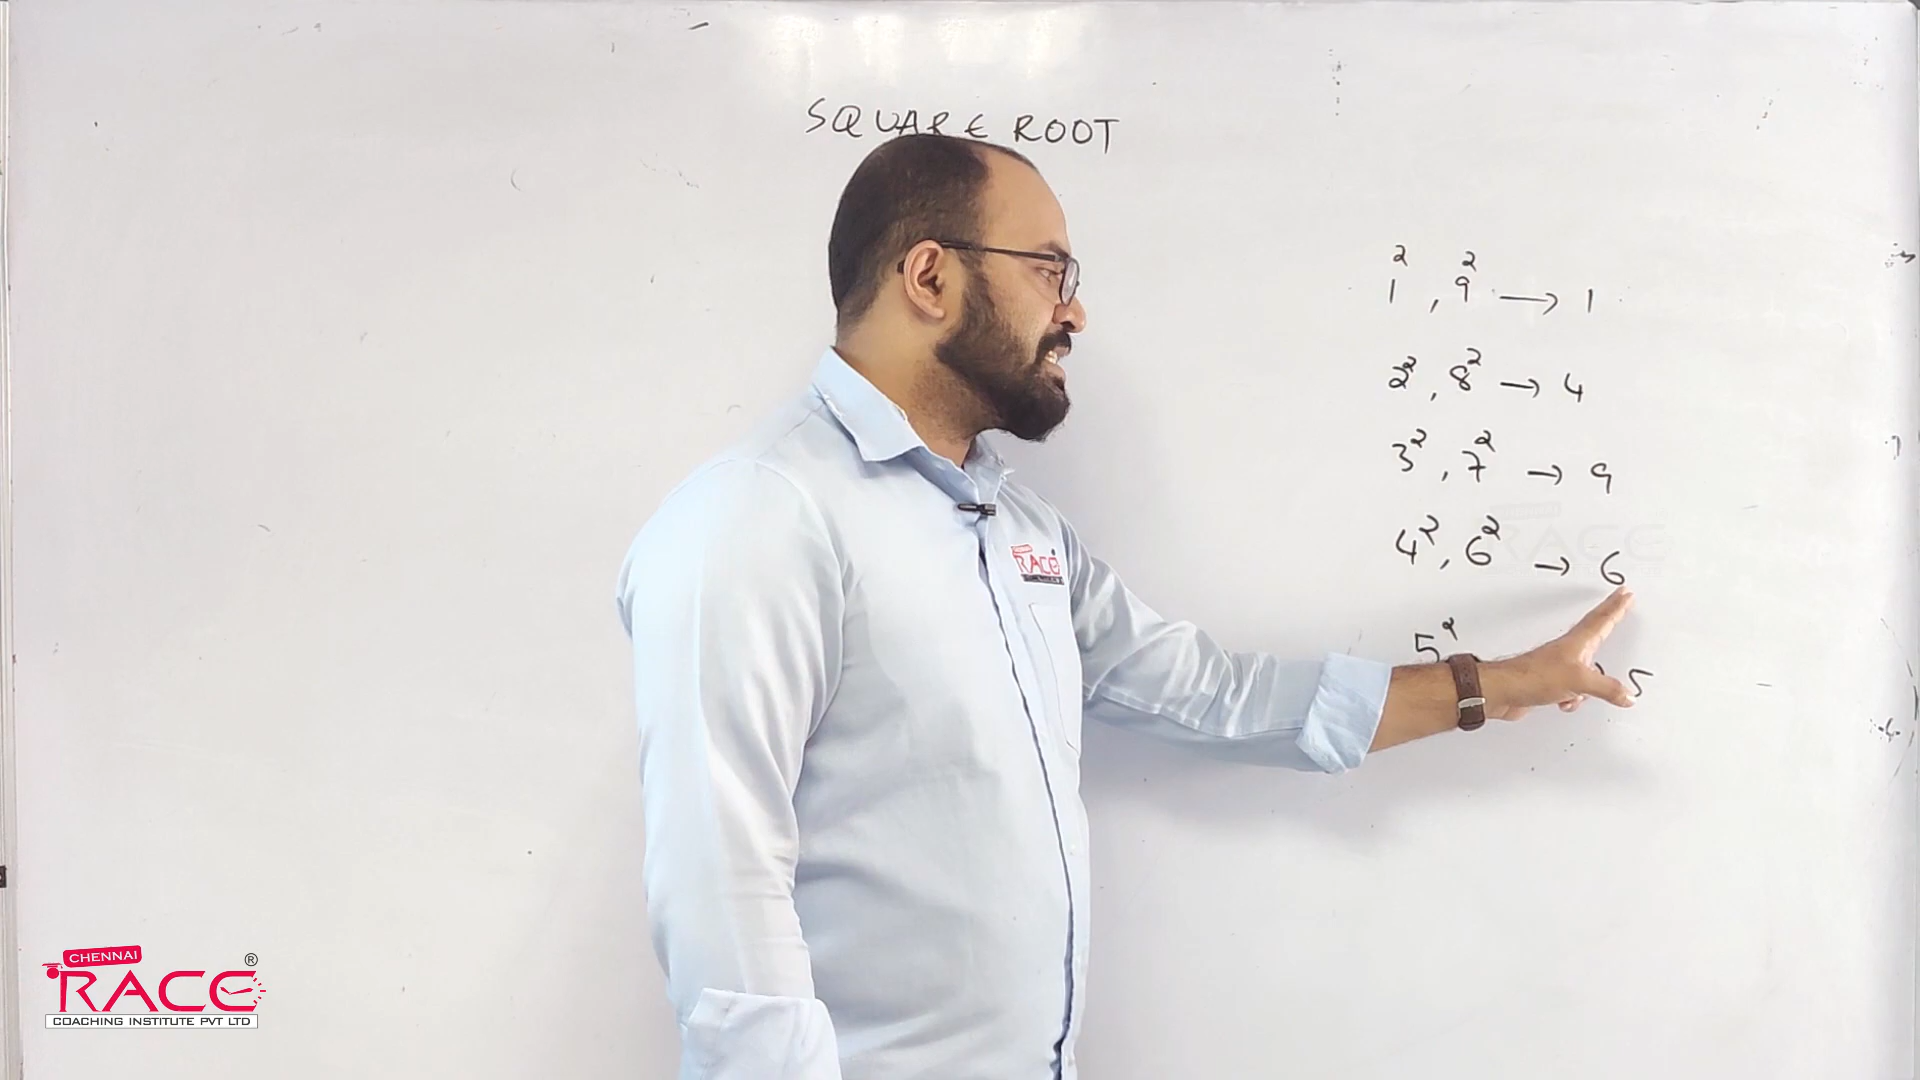 SQUARE ROOT
1², 9² → 1
2², 8² → 4
3², 7² → 9
4², 6² → 6
5² → 5
RACE
CHENNAI
RACE®
COACHING INSTITUTE PVT LTD